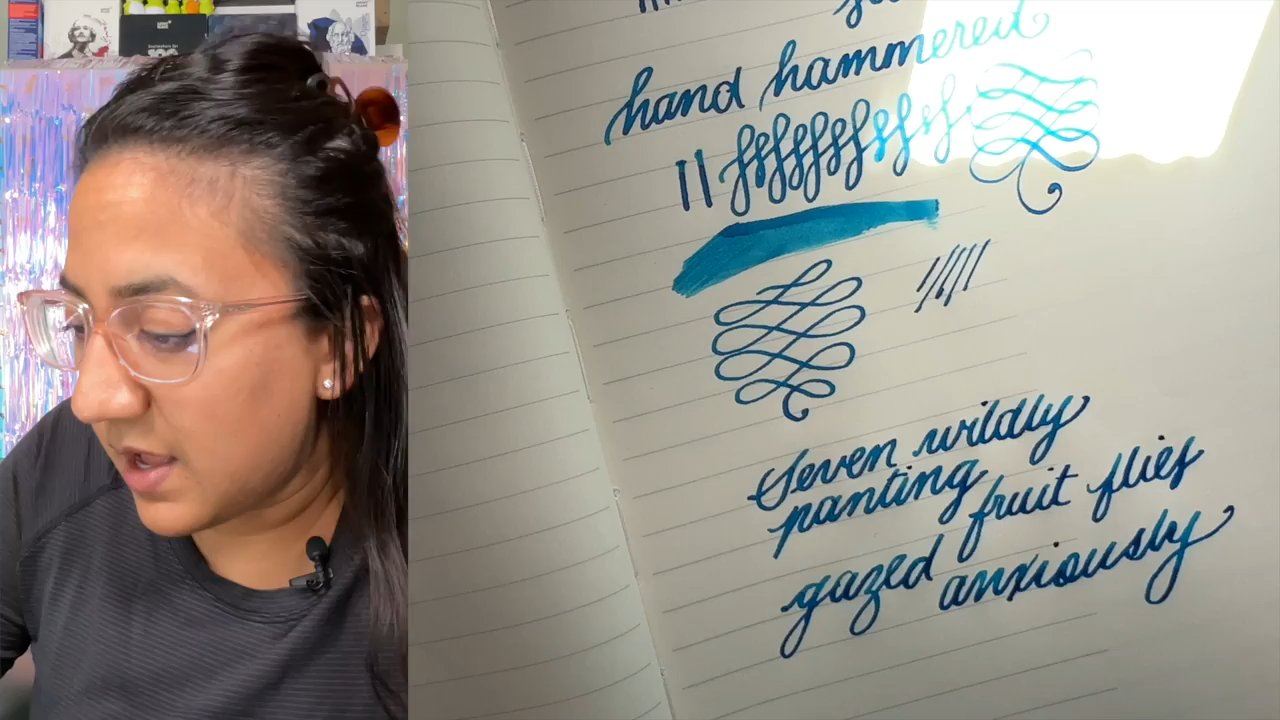 hand hammered
Seven wildly
panting fruit flies
gazed anxiously